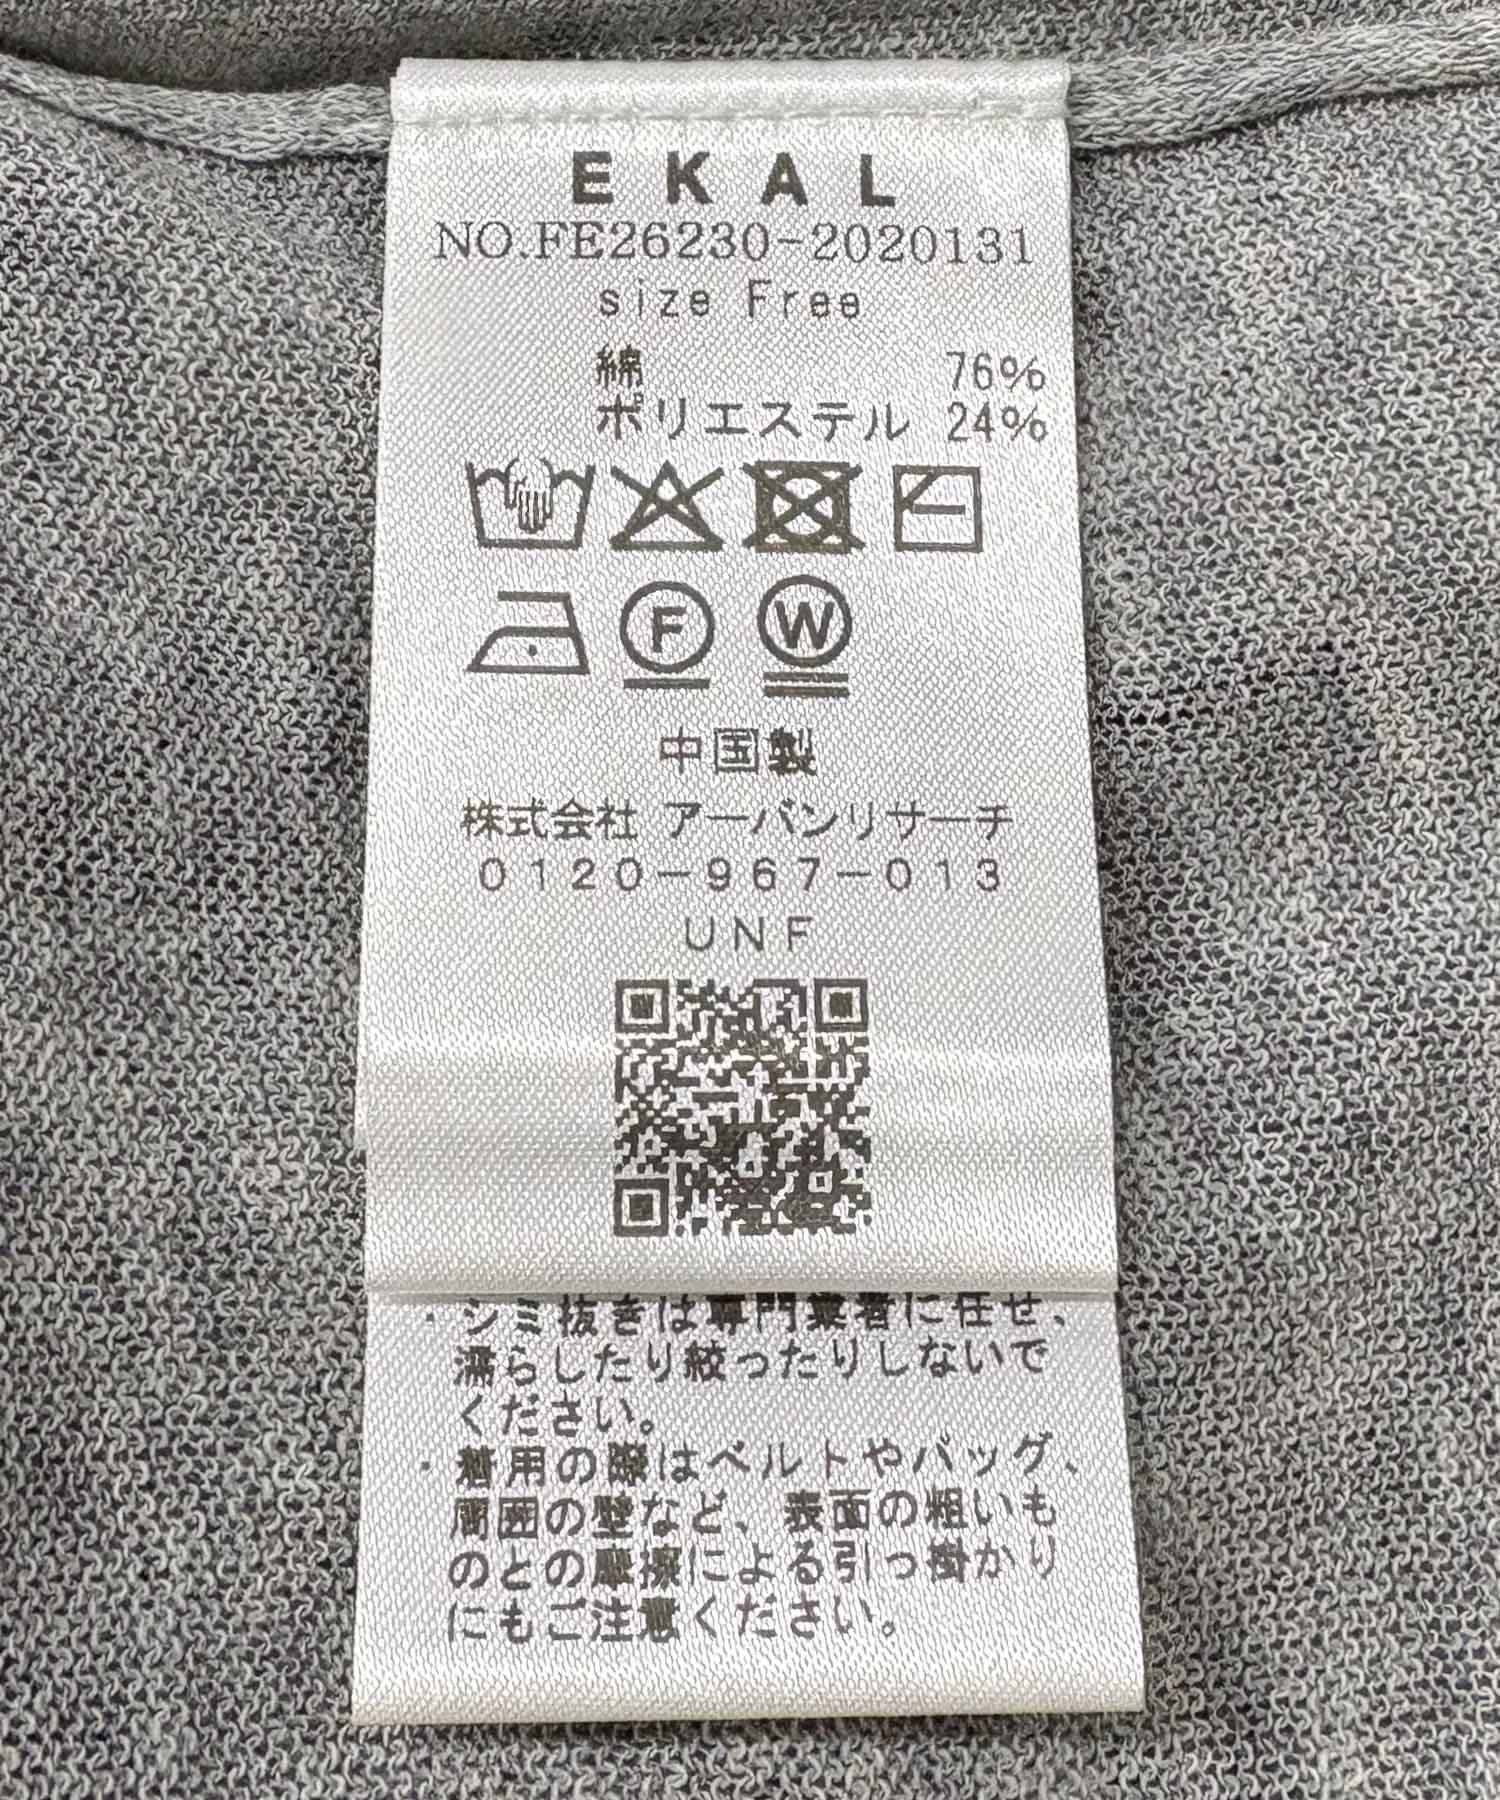 EKAL
NO.FE26230-2020131
size Free
綿 76%
ポリエステル 24%
F W
中国製
株式会社 アーバンリサーチ
0120-967-013
UNF
・シミ抜きは専門業者に任せ、
濡らしたり絞ったりしないで
ください。
・着用の際はベルトやバッグ、
周囲の壁など、表面の粗いも
のとの摩擦による引っ掛かり
にもご注意ください。